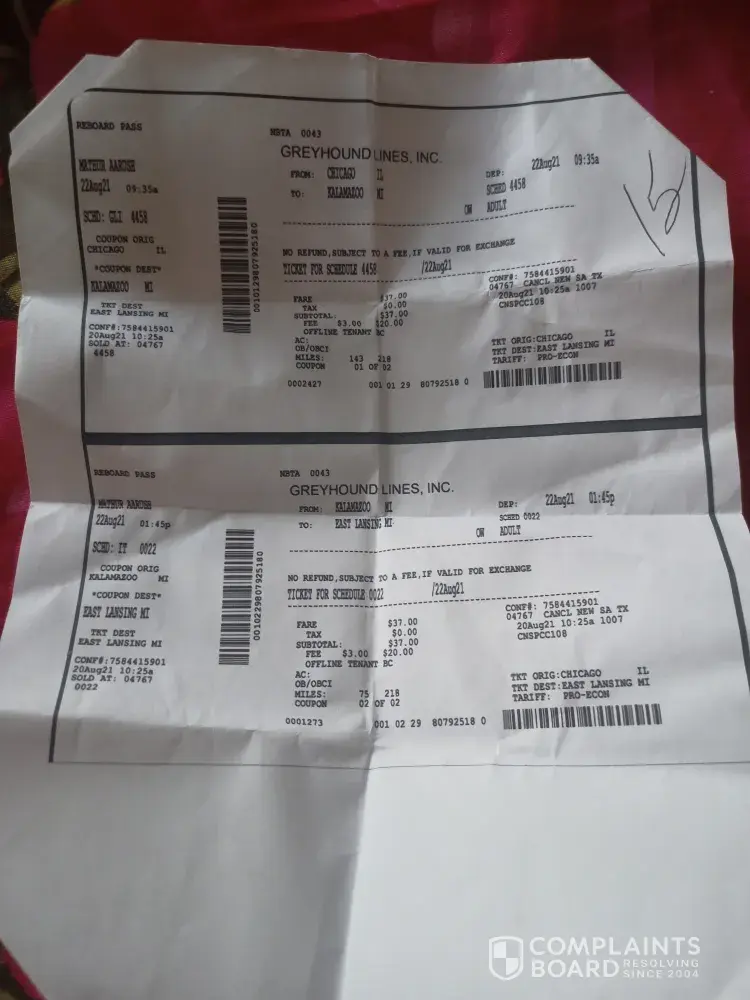 REBOARD PASS
NBTA 0043
GREYHOUND LINES, INC.
MATHUR AAROSH
22Aug21 09:35a
FROM: CHICAGO IL
TO: KALAMAZOO MI
DEP: 22Aug21 09:35a
SCHED 4458
ON ADULT
15
SCHD: GLI 4458
COUPON ORIG
CHICAGO IL
*COUPON DEST*
KALAMAZOO MI
TKT DEST
EAST LANSING MI
CONF#:7584415901
20Aug21 10:25a
SOLD AT: 04767
4458
0010129807925180
NO REFUND,SUBJECT TO A FEE,IF VALID FOR EXCHANGE
TICKET FOR SCHEDULE 4458 /22Aug21
FARE $37.00
TAX $0.00
SUBTOTAL: $37.00
FEE $3.00 $20.00
OFFLINE TENANT BC
AC:
OB/OBCI
MILES: 143 218
COUPON 01 OF 02
CONF#: 7584415901
04767 CANCL NEW SA TX
20Aug21 10:25a 1007
CNSPCC108
TKT ORIG:CHICAGO IL
TKT DEST:EAST LANSING MI
TARIFF: PRO-ECON
0002427 001 01 29 80792518 0
REBOARD PASS
NBTA 0043
GREYHOUND LINES, INC.
MATHUR AAROSH
22Aug21 01:45p
FROM: KALAMAZOO MI
TO: EAST LANSING MI
DEP: 22Aug21 01:45p
SCHED 0022
ON ADULT
SCHD: IT 0022
COUPON ORIG
KALAMAZOO MI
*COUPON DEST*
EAST LANSING MI
TKT DEST
EAST LANSING MI
CONF#:7584415901
20Aug21 10:25a
SOLD AT: 04767
0022
0010229807925180
NO REFUND,SUBJECT TO A FEE,IF VALID FOR EXCHANGE
TICKET FOR SCHEDULE 0022 /22Aug21
FARE $37.00
TAX $0.00
SUBTOTAL: $37.00
FEE $3.00 $20.00
OFFLINE TENANT BC
AC:
OB/OBCI
MILES: 75 218
COUPON 02 OF 02
CONF#: 7584415901
04767 CANCL NEW SA TX
20Aug21 10:25a 1007
CNSPCC108
TKT ORIG:CHICAGO IL
TKT DEST:EAST LANSING MI
TARIFF: PRO-ECON
0001273 001 02 29 80792518 0
COMPLAINTS
BOARD RESOLVING
SINCE 2004